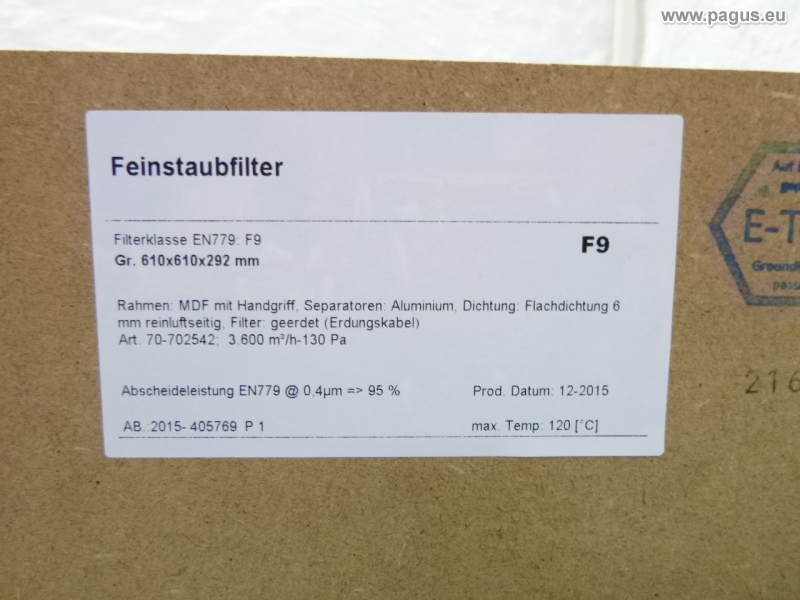 www.pagus.eu
Feinstaubfilter
Filterklasse EN779: F9
F9
Gr. 610x610x292 mm
Rahmen: MDF mit Handgriff, Separatoren: Aluminium, Dichtung: Flachdichtung 6
mm reinluftseitig, Filter: geerdet (Erdungskabel)
Art. 70-702542; 3.600 m³/h-130 Pa
Abscheideleistung EN779 @ 0,4µm => 95 %
Prod. Datum: 12-2015
AB.:2015- 405769 P 1
max. Temp: 120 [°C]
Auf
E-T
216